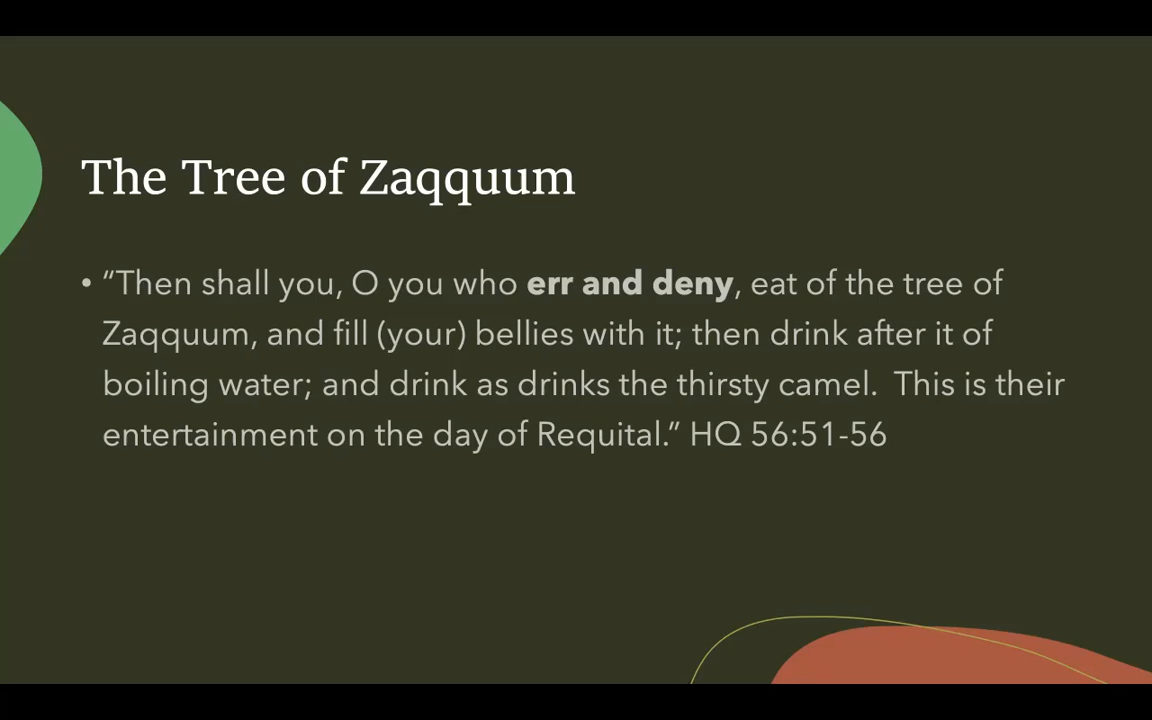 The Tree of Zaqquum
• “Then shall you, O you who err and deny, eat of the tree of
Zaqquum, and fill (your) bellies with it; then drink after it of
boiling water; and drink as drinks the thirsty camel.  This is their
entertainment on the day of Requital.” HQ 56:51-56